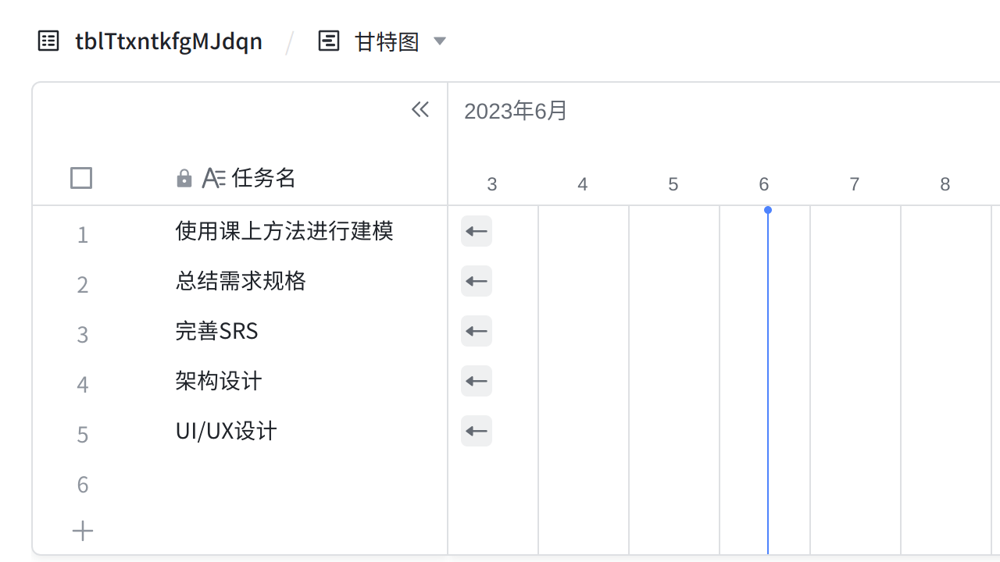 tblTtxntkfgMJdqn / 甘特图
2023年6月
任务名
3 4 5 6 7 8
1 使用课上方法进行建模
2 总结需求规格
3 完善SRS
4 架构设计
5 UI/UX设计
6